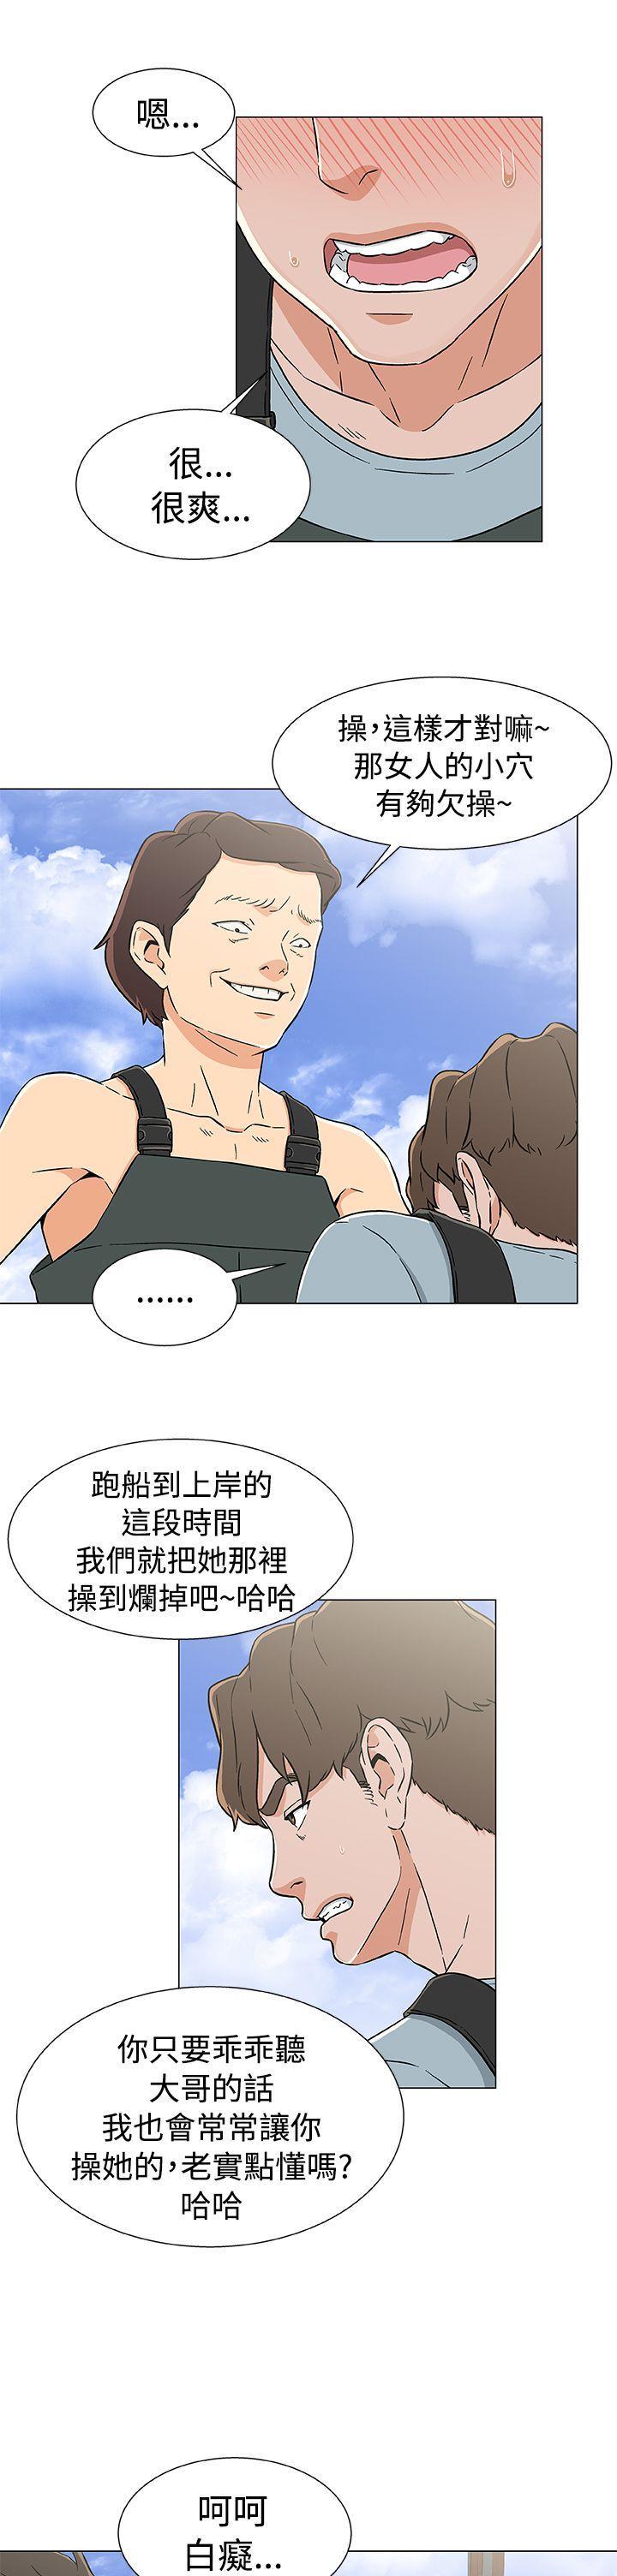 嗯...
很...
很爽...
操,這樣才對嘛~
那女人的小穴
有夠欠操~
......
跑船到上岸的
這段時間
我們就把她那裡
操到爛掉吧~哈哈
你只要乖乖聽
大哥的話
我也會常常讓你
操她的,老實點懂嗎?
哈哈
呵呵
白癡...